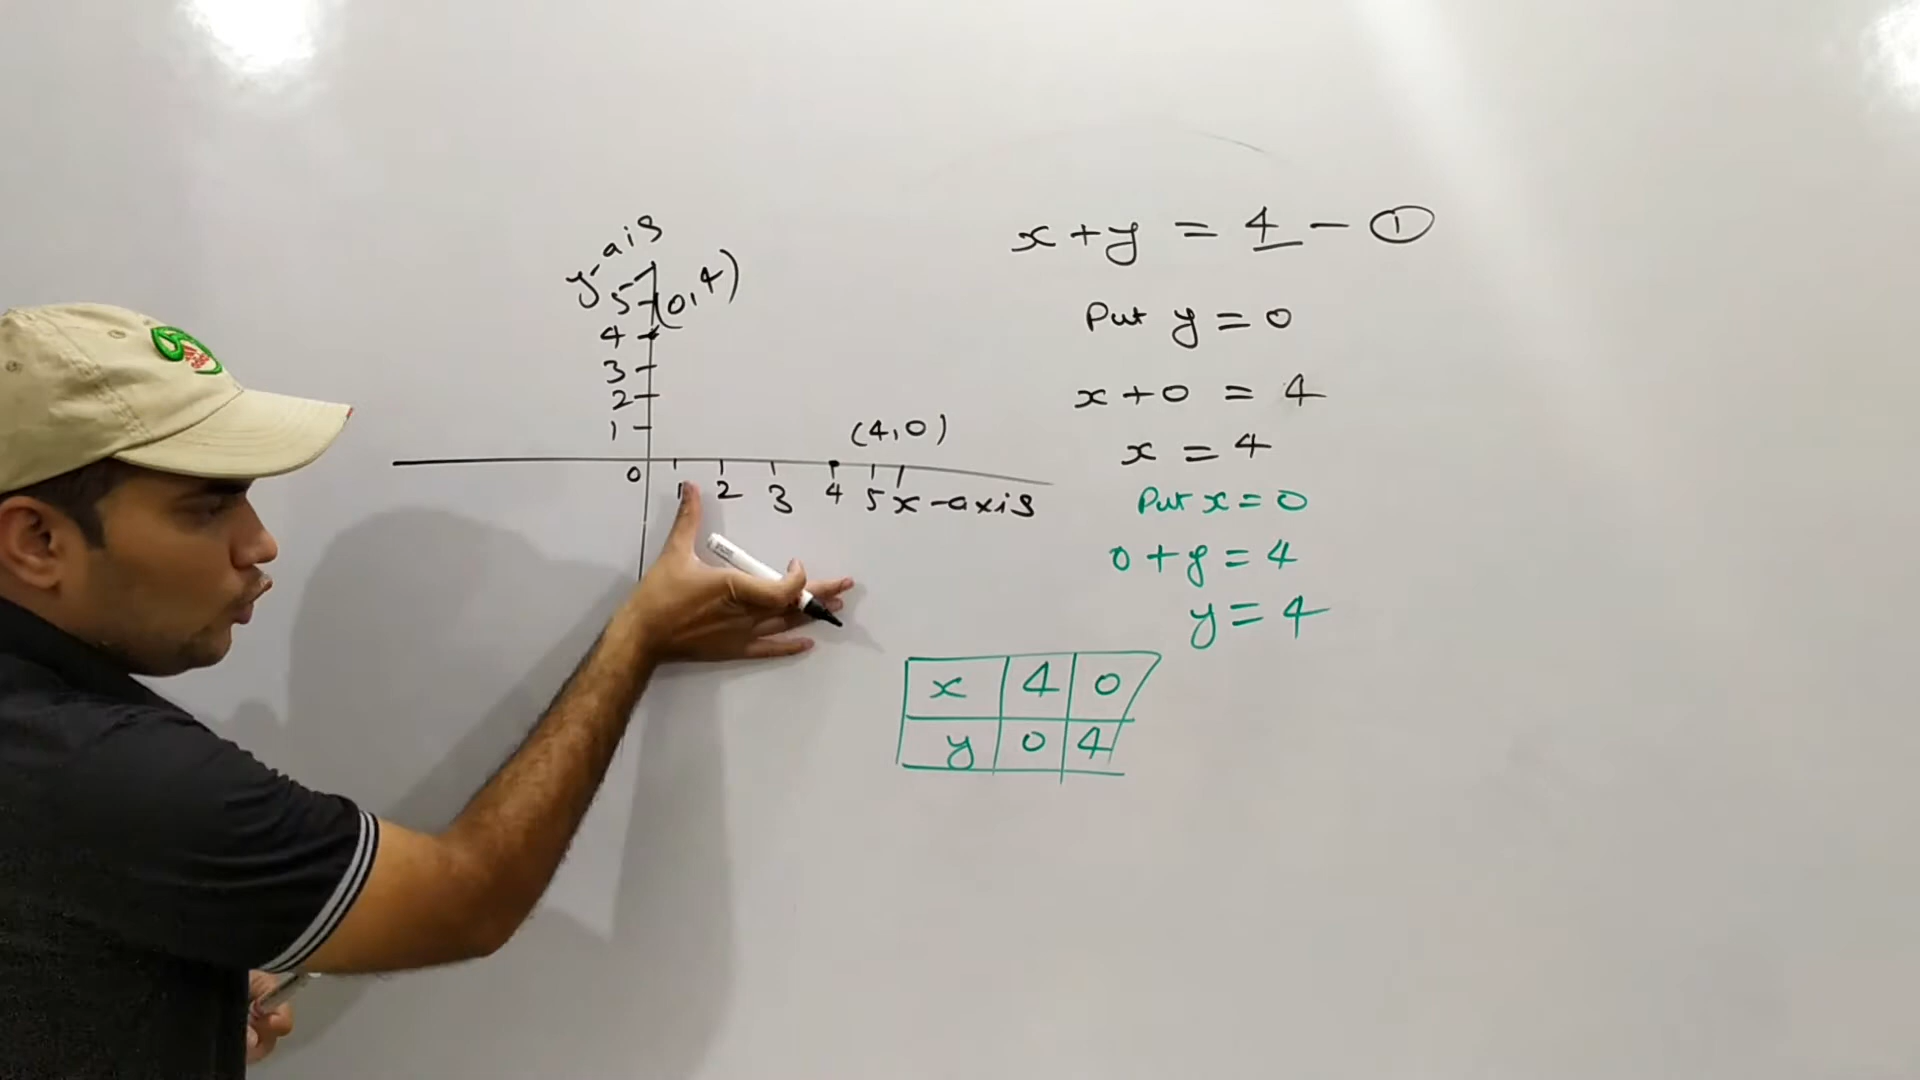 y-ais
5 (0,4)
4
3
2
1
(4,0)
0 1 2 3 4 5 x-axis
x+y = 4 - ①
Put y = 0
x+0 = 4
x = 4
Put x = 0
0+y = 4
y = 4
x 4 0
y 0 4